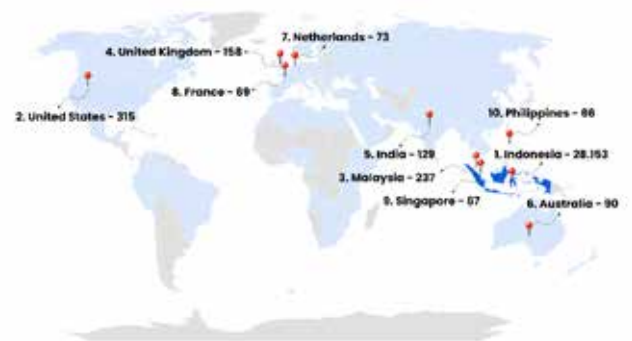 7. Netherlands - 73
4. United Kingdom - 158
8. France - 69
2. United States - 315
10. Philippines - 66
5. India - 129
1. Indonesia - 28.153
3. Malaysia - 237
9. Singapore - 67
6. Australia - 90